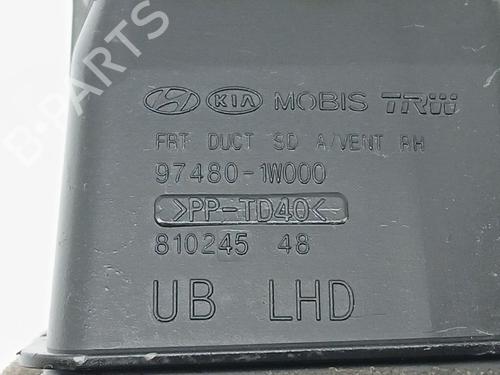 B-PARTS
KIA MOBIS TRW
FRT DUCT SD A/VENT RH
97480-1W000
>PP-TD40<
810245 48
UB LHD